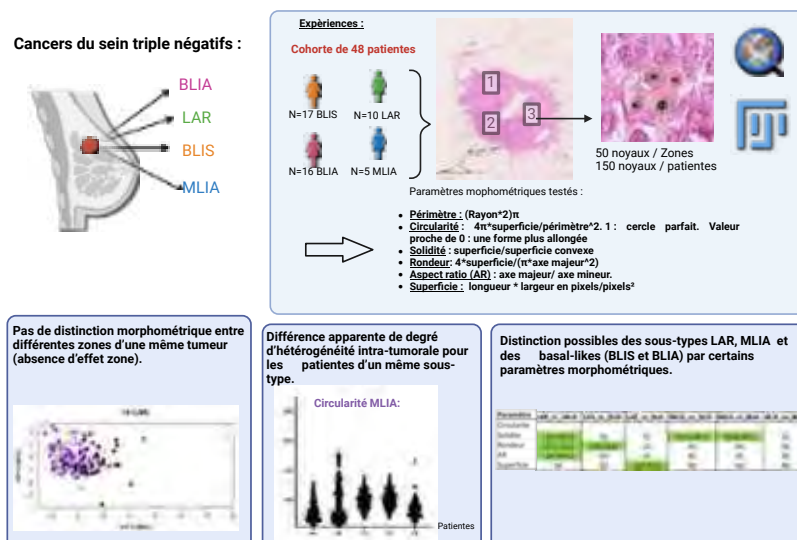 Cancers du sein triple négatifs :
BLIA
LAR
BLIS
MLIA
Expèriences :
Cohorte de 48 patientes
N=17 BLIS
N=10 LAR
N=16 BLIA
N=5 MLIA
1
2
3
50 noyaux / Zones
150 noyaux / patientes
Paramètres mophométriques testés :
• Périmètre : (Rayon*2)π
• Circularité : 4π*superficie/périmètre^2. 1 : cercle parfait. Valeur
proche de 0 : une forme plus allongée
• Solidité : superficie/superficie convexe
• Rondeur: 4*superficie/(π*axe majeur^2)
• Aspect ratio (AR) : axe majeur/ axe mineur.
• Superficie : longueur * largeur en pixels/pixels²
Pas de distinction morphométrique entre
différentes zones d'une même tumeur
(absence d'effet zone).
Différence apparente de degré
d'hétérogénéité intra-tumorale pour
les patientes d'un même sous-
type.
Circularité MLIA:
Patientes
Distinction possibles des sous-types LAR, MLIA et
des basal-likes (BLIS et BLIA) par certains
paramètres morphométriques.
Paramètre
Circularité
Solidité
Rondeur
AR
Superficie